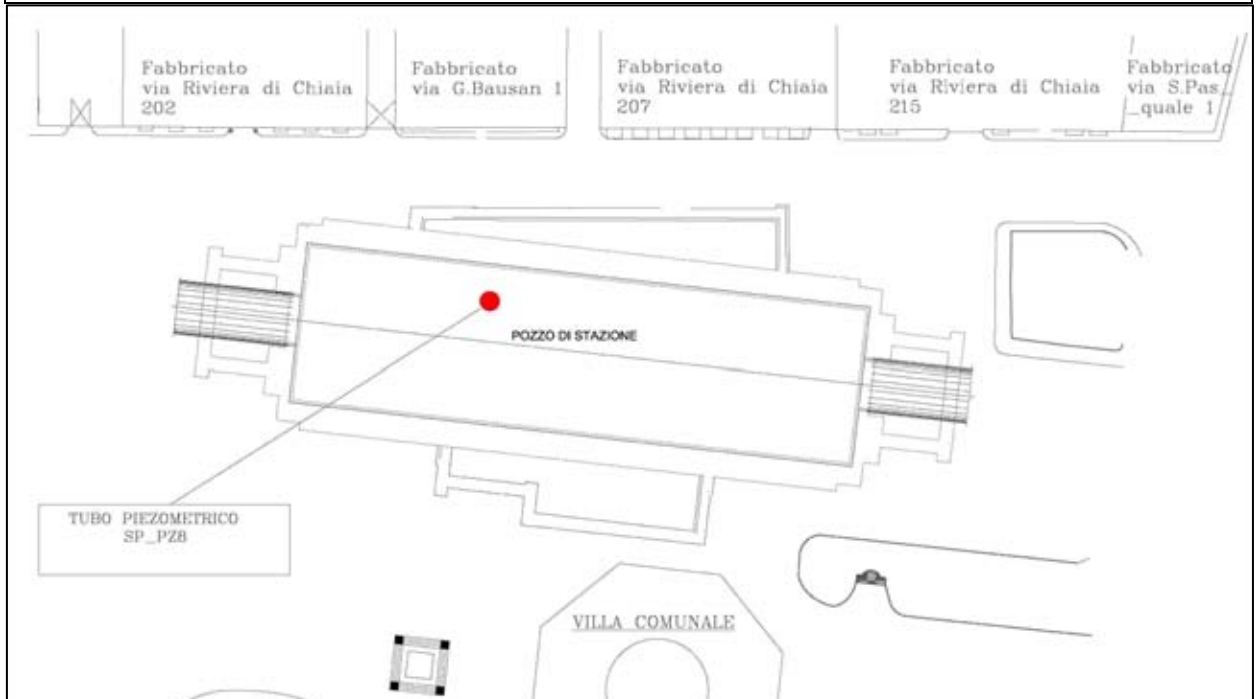 Fabbricato
via Riviera di Chiaia
202
Fabbricato
via G.Bausan 1
Fabbricato
via Riviera di Chiaia
207
Fabbricato
via Riviera di Chiaia
215
Fabbricato
via S.Pas_
_quale 1
POZZO DI STAZIONE
TUBO PIEZOMETRICO
SP_PZ8
VILLA COMUNALE